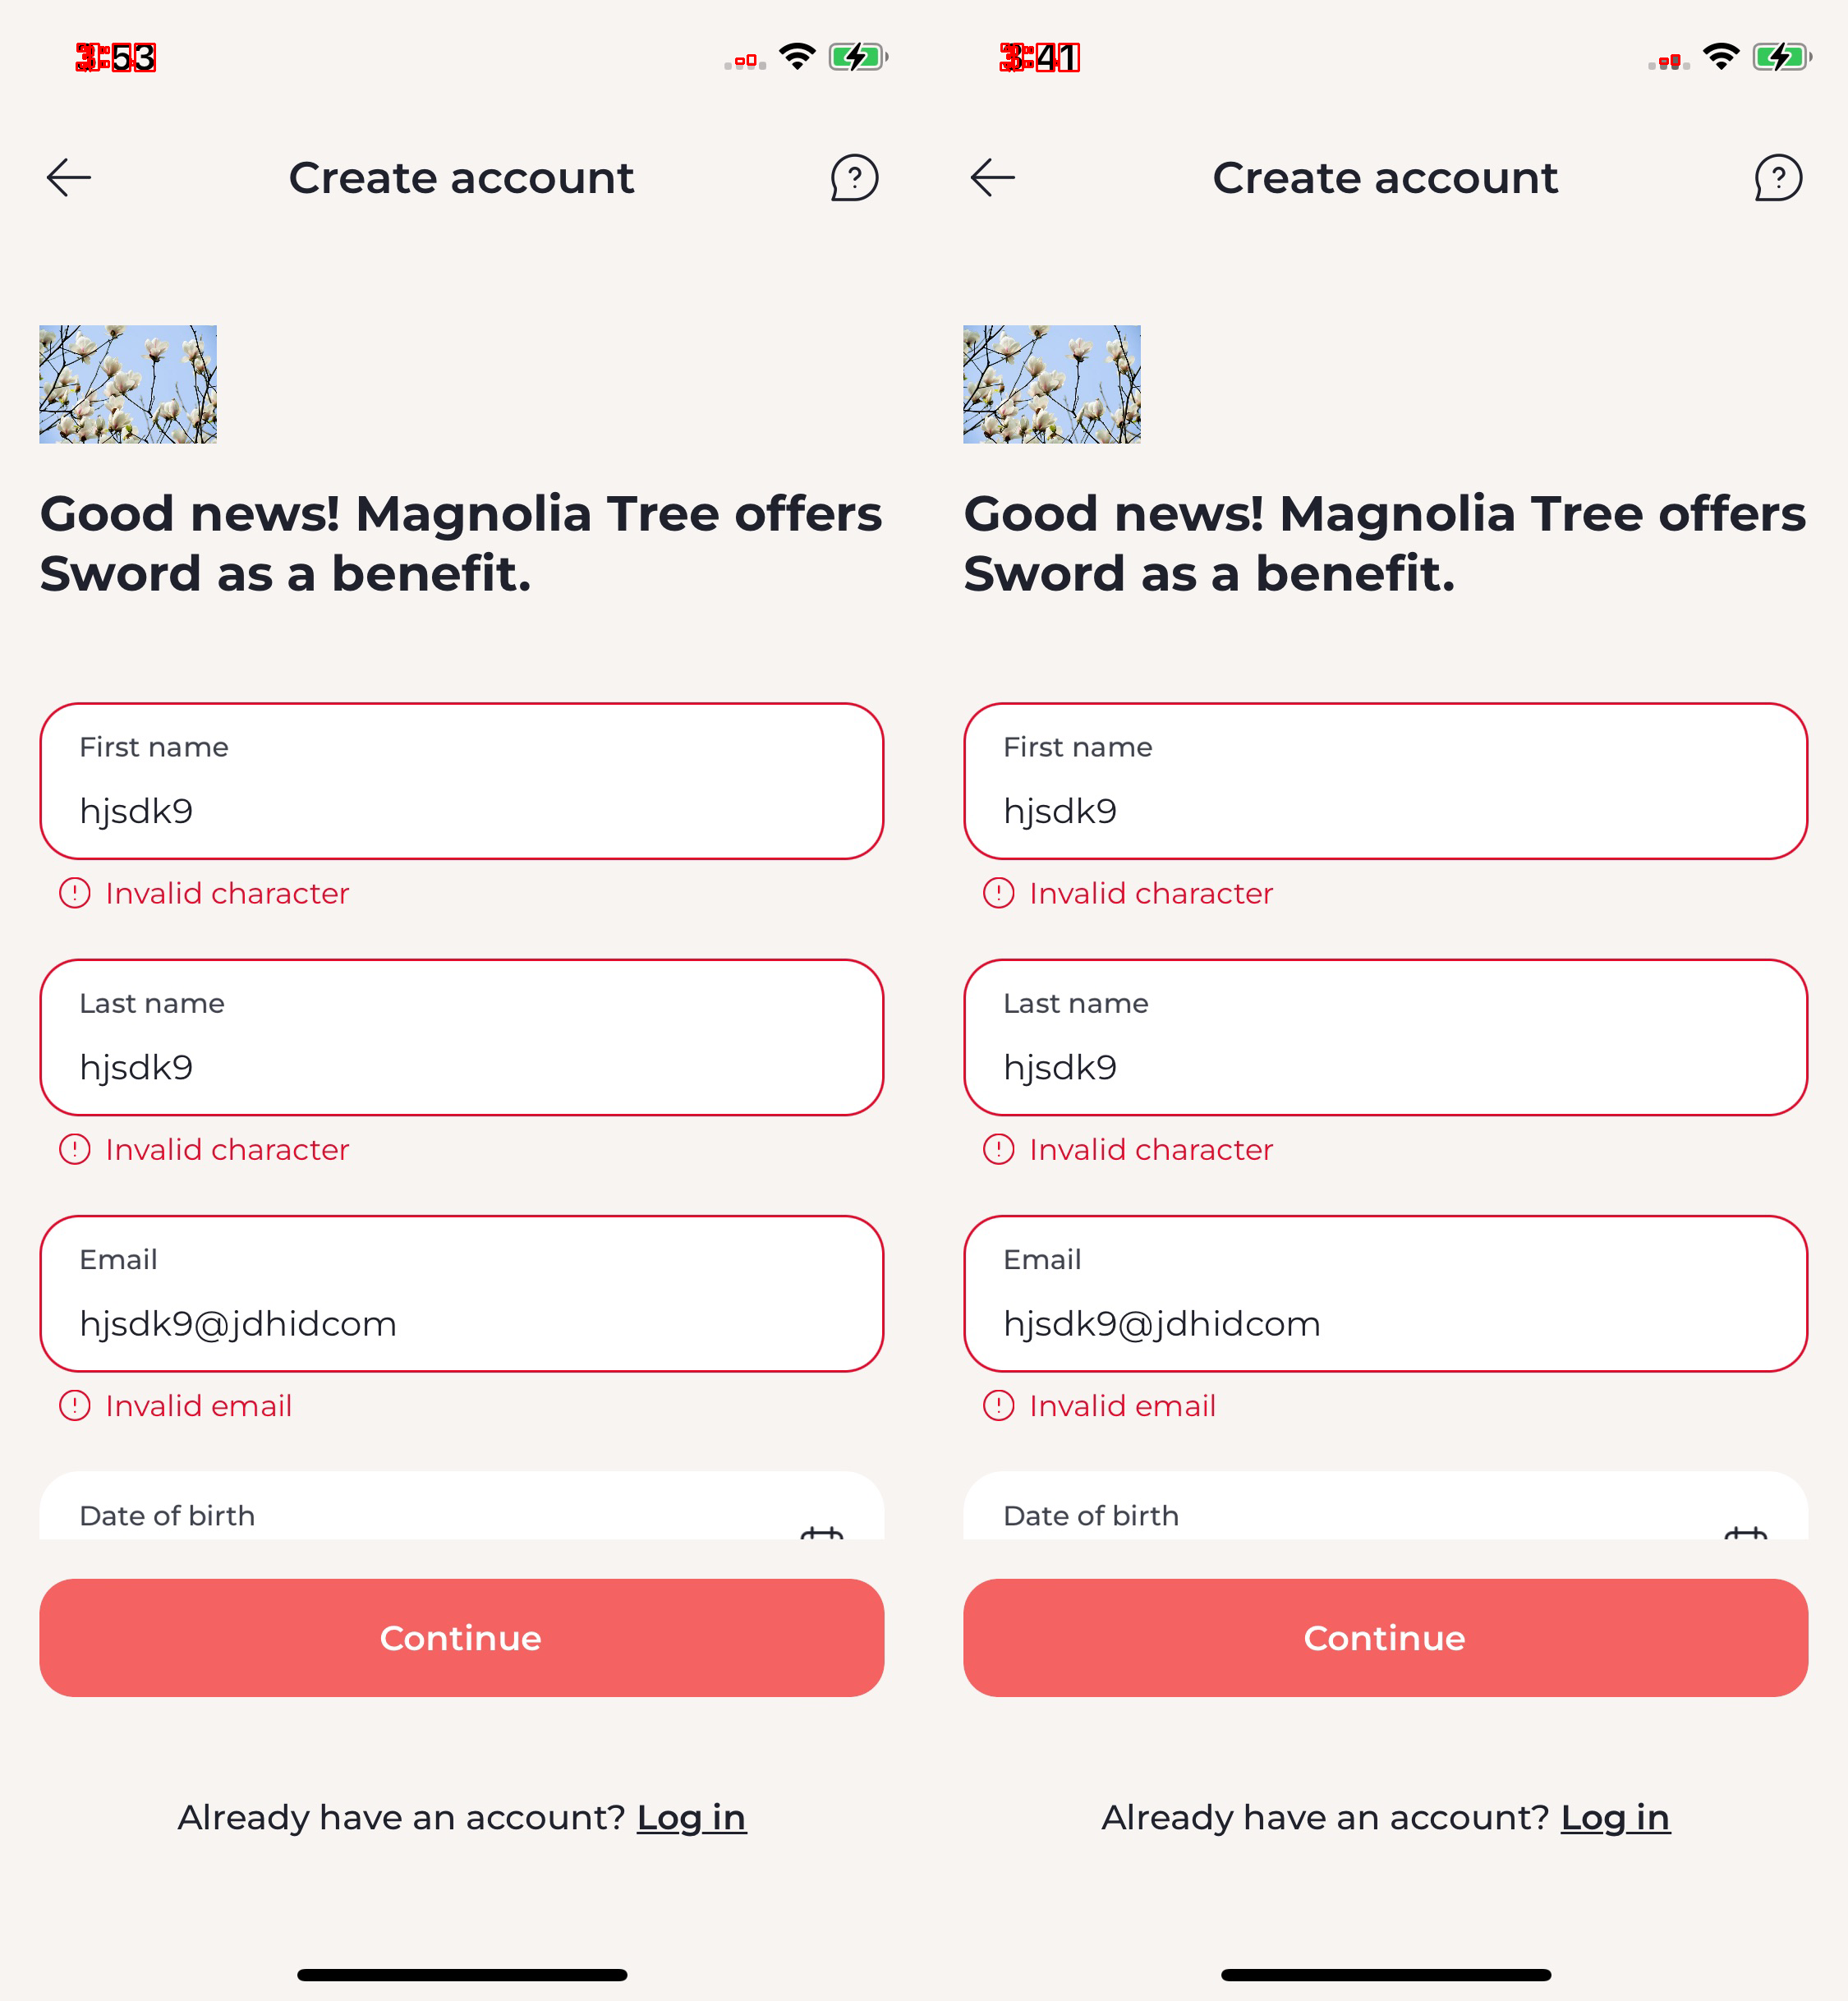 :53
Create account
Good news! Magnolia Tree offers
Sword as a benefit.
First name
hjsdk9
Invalid character
Last name
hjsdk9
Invalid character
Email
hjsdk9@jdhidcom
Invalid email
Date of birth
Continue
Already have an account? Log in
:41
Create account
Good news! Magnolia Tree offers
Sword as a benefit.
First name
hjsdk9
Invalid character
Last name
hjsdk9
Invalid character
Email
hjsdk9@jdhidcom
Invalid email
Date of birth
Continue
Already have an account? Log in